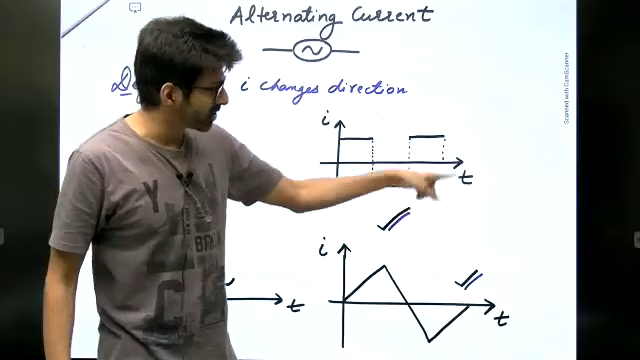 Alternating Current
i changes direction
i
t
i
t
t
Scanned with CamScanner
Y
C